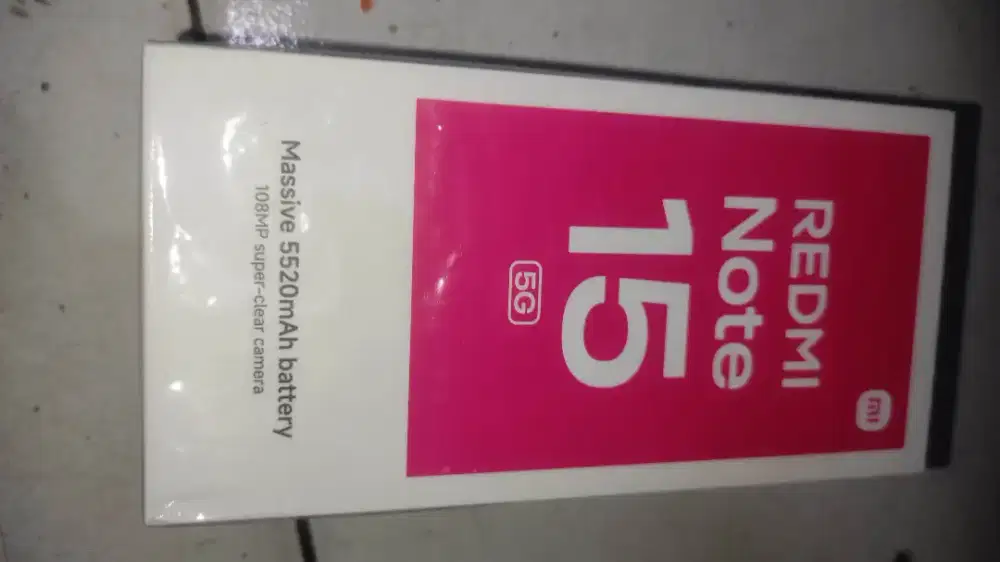 mi
REDMI
Note
15
5G
Massive 5520mAh battery
108MP super-clear camera